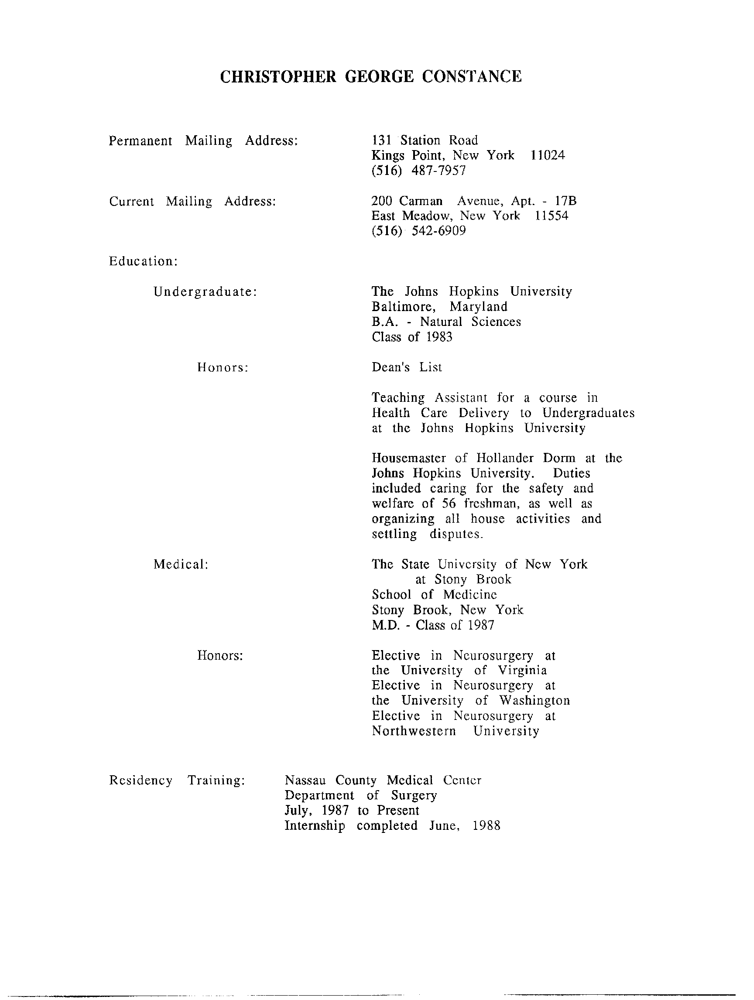 CHRISTOPHER GEORGE CONSTANCE
Permanent Mailing Address: 131 Station Road
Kings Point, New York 11024
(516) 487-7957
Current Mailing Address: 200 Carman Avenue, Apt. - 17B
East Meadow, New York 11554
(516) 542-6909
Education:
Undergraduate: The Johns Hopkins University
Baltimore, Maryland
B.A. - Natural Sciences
Class of 1983
Honors: Dean's List
Teaching Assistant for a course in
Health Care Delivery to Undergraduates
at the Johns Hopkins University
Housemaster of Hollander Dorm at the
Johns Hopkins University. Duties
included caring for the safety and
welfare of 56 freshman, as well as
organizing all house activities and
settling disputes.
Medical: The State University of New York
at Stony Brook
School of Medicine
Stony Brook, New York
M.D. - Class of 1987
Honors: Elective in Neurosurgery at
the University of Virginia
Elective in Neurosurgery at
the University of Washington
Elective in Neurosurgery at
Northwestern University
Residency Training: Nassau County Medical Center
Department of Surgery
July, 1987 to Present
Internship completed June, 1988